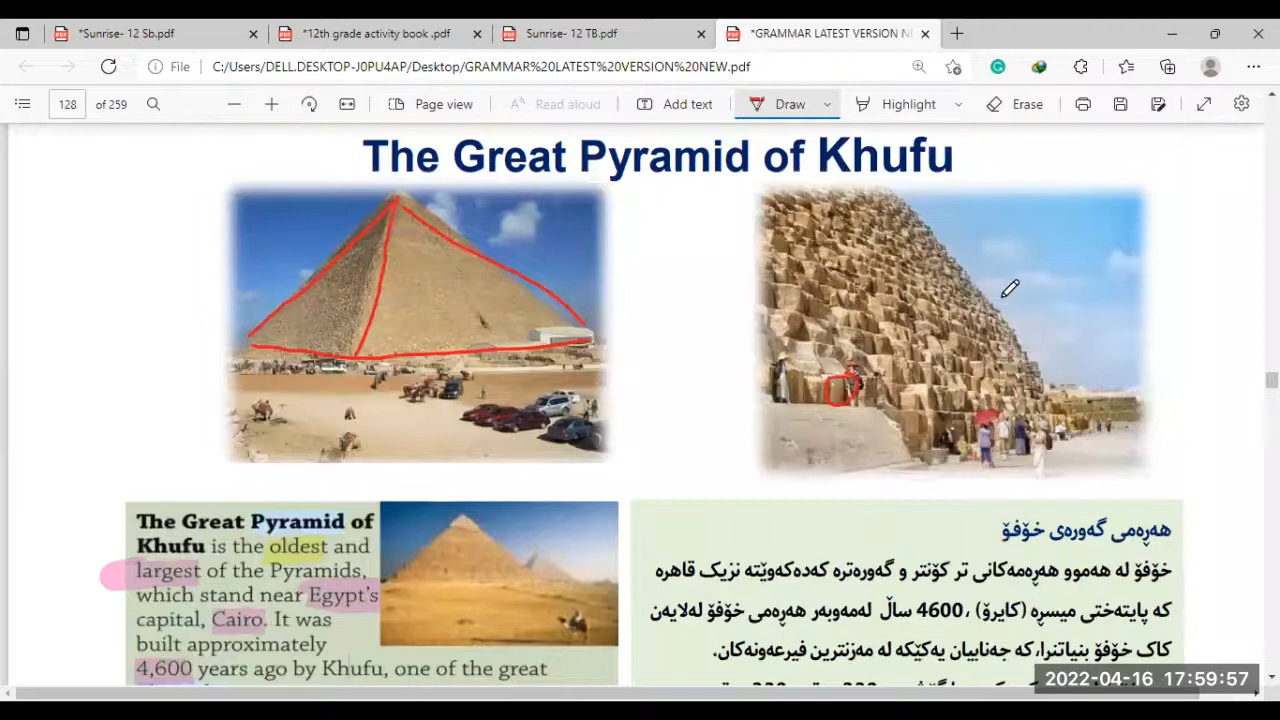 *Sunrise- 12 Sb.pdf
*12th grade activity book .pdf
Sunrise- 12 TB.pdf
*GRAMMAR LATEST VERSION NE
File
C:/Users/DELL.DESKTOP-J0PU4AP/Desktop/GRAMMAR%20LATEST%20VERSION%20NEW.pdf
128 of 259
Page view
Read aloud
Add text
Draw
Highlight
Erase
The Great Pyramid of Khufu
The Great Pyramid of
Khufu is the oldest and
largest of the Pyramids,
which stand near Egypt's
capital, Cairo. It was
built approximately
4,600 years ago by Khufu, one of the great
هەڕەمی گەورەی خۆفۆ
خۆفۆ لە هەموو هەڕەمەکانی تر کۆنتر و گەورەترە کەدەکەوێتە نزیک قاهرە
کە پایتەختی میسڕە (کایرۆ) ،4600 ساڵ لەمەوبەر هەڕەمی خۆفۆ لەلایەن
کاک خۆفۆ بنیاتنرا،کە جەنابیان یەکێکە لە مەزنترین فیرعەونەکان.
2022-04-16 17:59:57